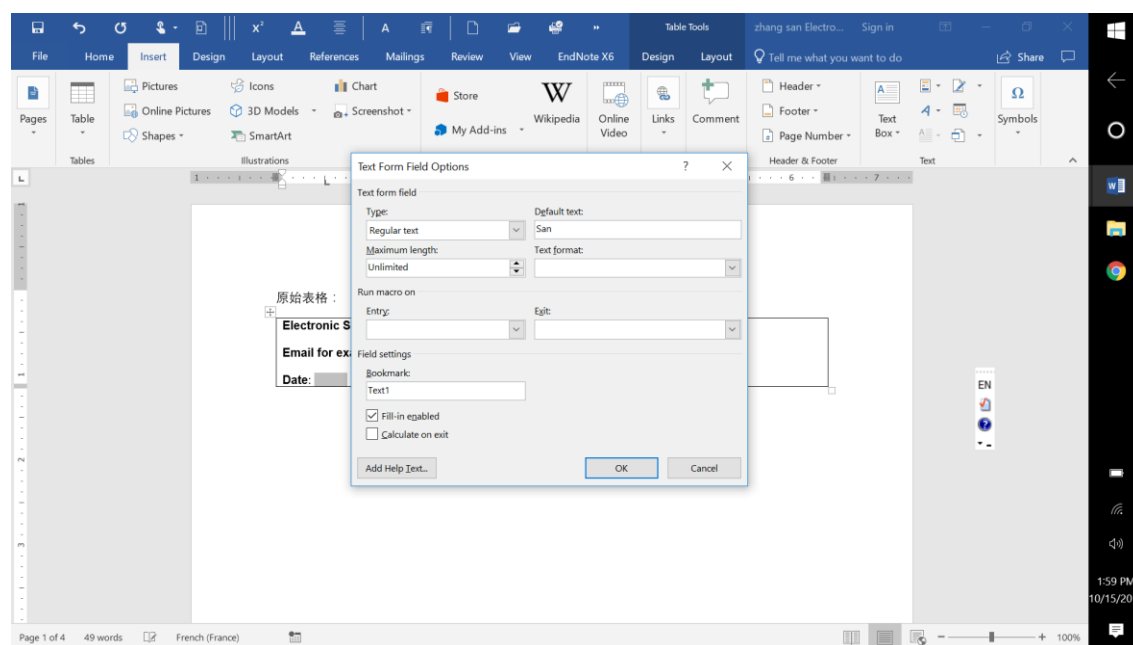 zhang san Electro... Sign in
Table Tools
File Home Insert Design Layout References Mailings Review View EndNote X6 Design Layout Tell me what you want to do Share
Pages
Table
Tables
Pictures
Online Pictures
Shapes
Icons
3D Models
SmartArt
Chart
Screenshot
Illustrations
Store
My Add-ins
Wikipedia
Online Video
Links
Comment
Header
Footer
Page Number
Header & Footer
Text Box
Text
Symbols
Text Form Field Options
Text form field
Type: Default text:
Regular text San
Maximum length: Text format:
Unlimited
Run macro on
Entry: Exit:
Field settings
Bookmark:
Text1
Fill-in enabled
Calculate on exit
Add Help Text... OK Cancel
原始表格：
Electronic S
Email for exa
Date:
EN
1:59 PM
10/15/20
Page 1 of 4 49 words French (France) 100%